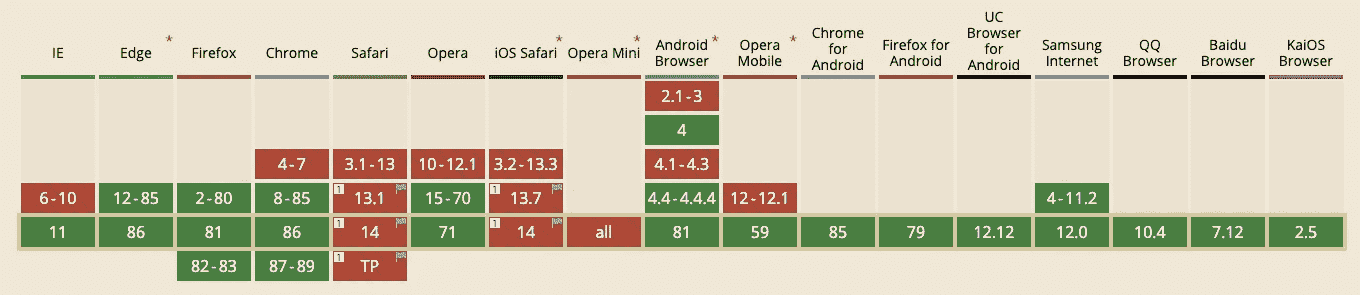 IE Edge * Firefox Chrome Safari Opera iOS Safari * Opera Mini Android Browser * Opera Mobile * Chrome for Android Firefox for Android UC Browser for Android Samsung Internet QQ Browser Baidu Browser KaiOS Browser
2.1-3
4
4-7 3.1-13 10-12.1 3.2-13.3 4.1-4.3
6-10 12-85 2-80 8-85 1 13.1 15-70 1 13.7 4.4-4.4.4 12-12.1 4-11.2
11 86 81 86 1 14 71 1 14 all 81 59 85 79 12.12 12.0 10.4 7.12 2.5
82-83 87-89 1 TP